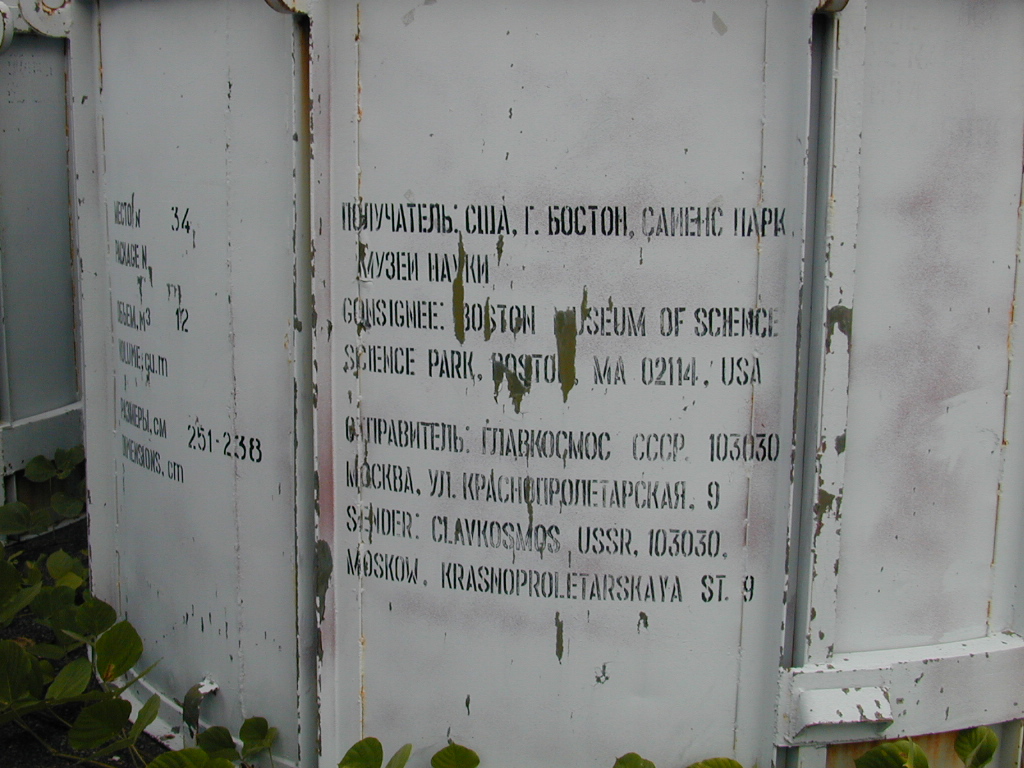 МЕСТО/N 34
PACKAGE N
ОБЪЕМ, М³ 12
VOLUME, cu.m
РАЗМЕРЫ, СМ 251-238
DIMENSIONS, cm
ПОЛУЧАТЕЛЬ: США, Г. БОСТОН, САЙЕНС ПАРК
МУЗЕЙ НАУКИ
CONSIGNEE: BOSTON MUSEUM OF SCIENCE
SCIENCE PARK, BOSTON, MA 02114, USA
ОТПРАВИТЕЛЬ: ГЛАВКОСМОС СССР. 103030
МОСКВА, УЛ. КРАСНОПРОЛЕТАРСКАЯ, 9
SENDER: CLAVKOSMOS USSR, 103030,
MOSKOW, KRASNOPROLETARSKAYA ST. 9